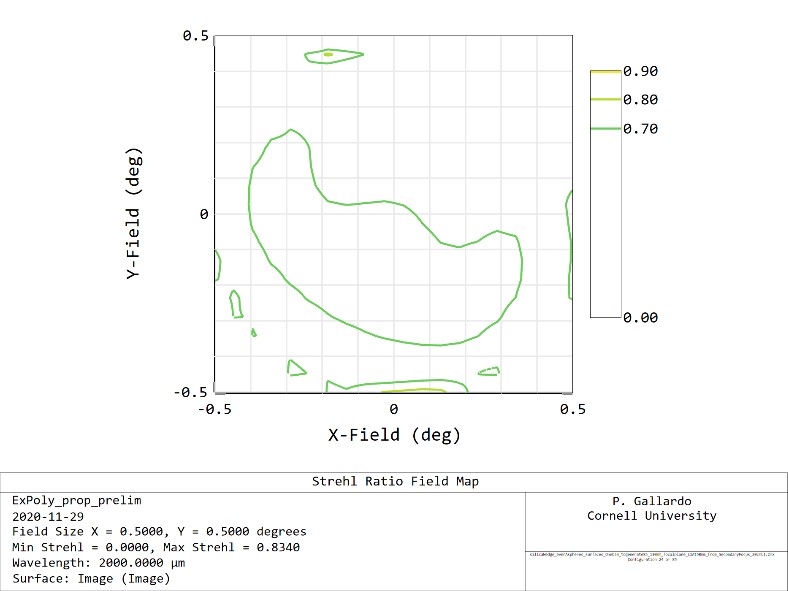 0.5
0
-0.5
-0.5
0
0.5
X-Field (deg)
Y-Field (deg)
0.90
0.80
0.70
0.00
Strehl Ratio Field Map
ExPoly_prop_prelim
2020-11-29
Field Size X = 0.5000, Y = 0.5000 degrees
Min Strehl = 0.0000, Max Strehl = 0.8340
Wavelength: 2000.0000 µm
Surface: Image (Image)
P. Gallardo
Cornell University